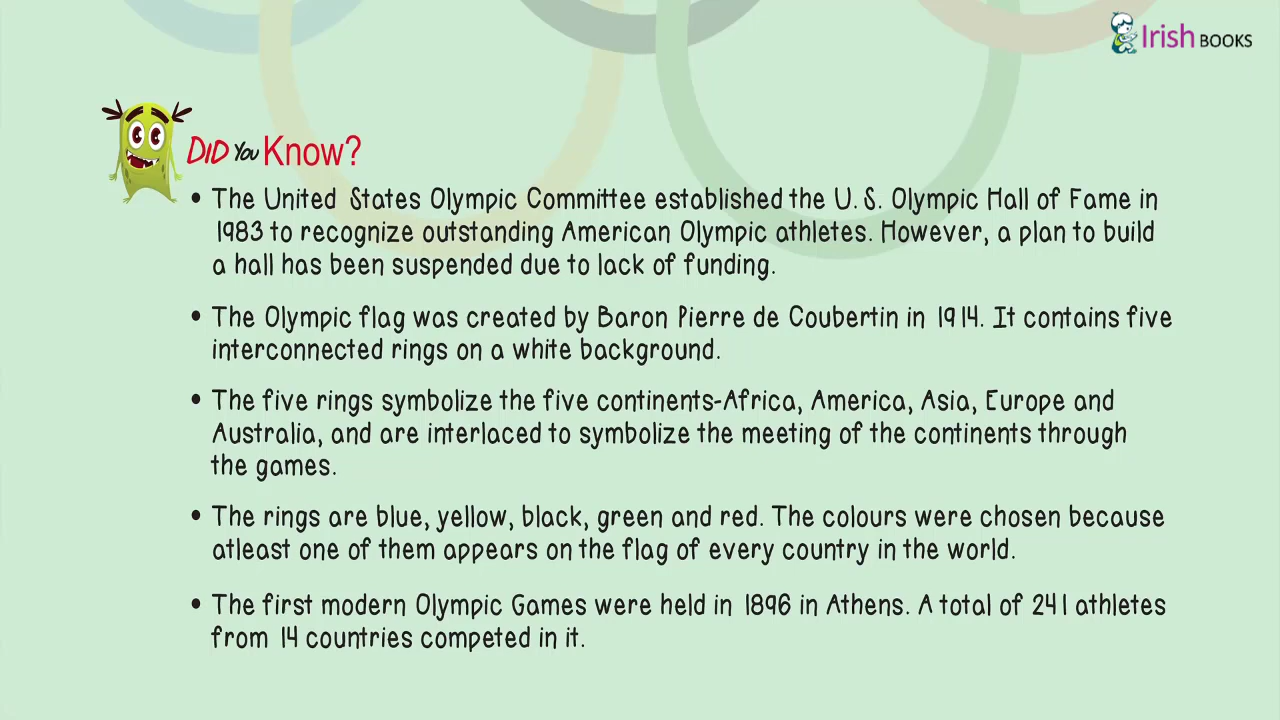 Irish BOOKS
DID YOU Know?
• The United States Olympic Committee established the U. S. Olympic Hall of Fame in
1983 to recognize outstanding American Olympic athletes. However, a plan to build
a hall has been suspended due to lack of funding.
• The Olympic flag was created by Baron Pierre de Coubertin in 1914. It contains five
interconnected rings on a white background.
• The five rings symbolize the five continents-Africa, America, Asia, Europe and
Australia, and are interlaced to symbolize the meeting of the continents through
the games.
• The rings are blue, yellow, black, green and red. The colours were chosen because
atleast one of them appears on the flag of every country in the world.
• The first modern Olympic Games were held in 1896 in Athens. A total of 241 athletes
from 14 countries competed in it.